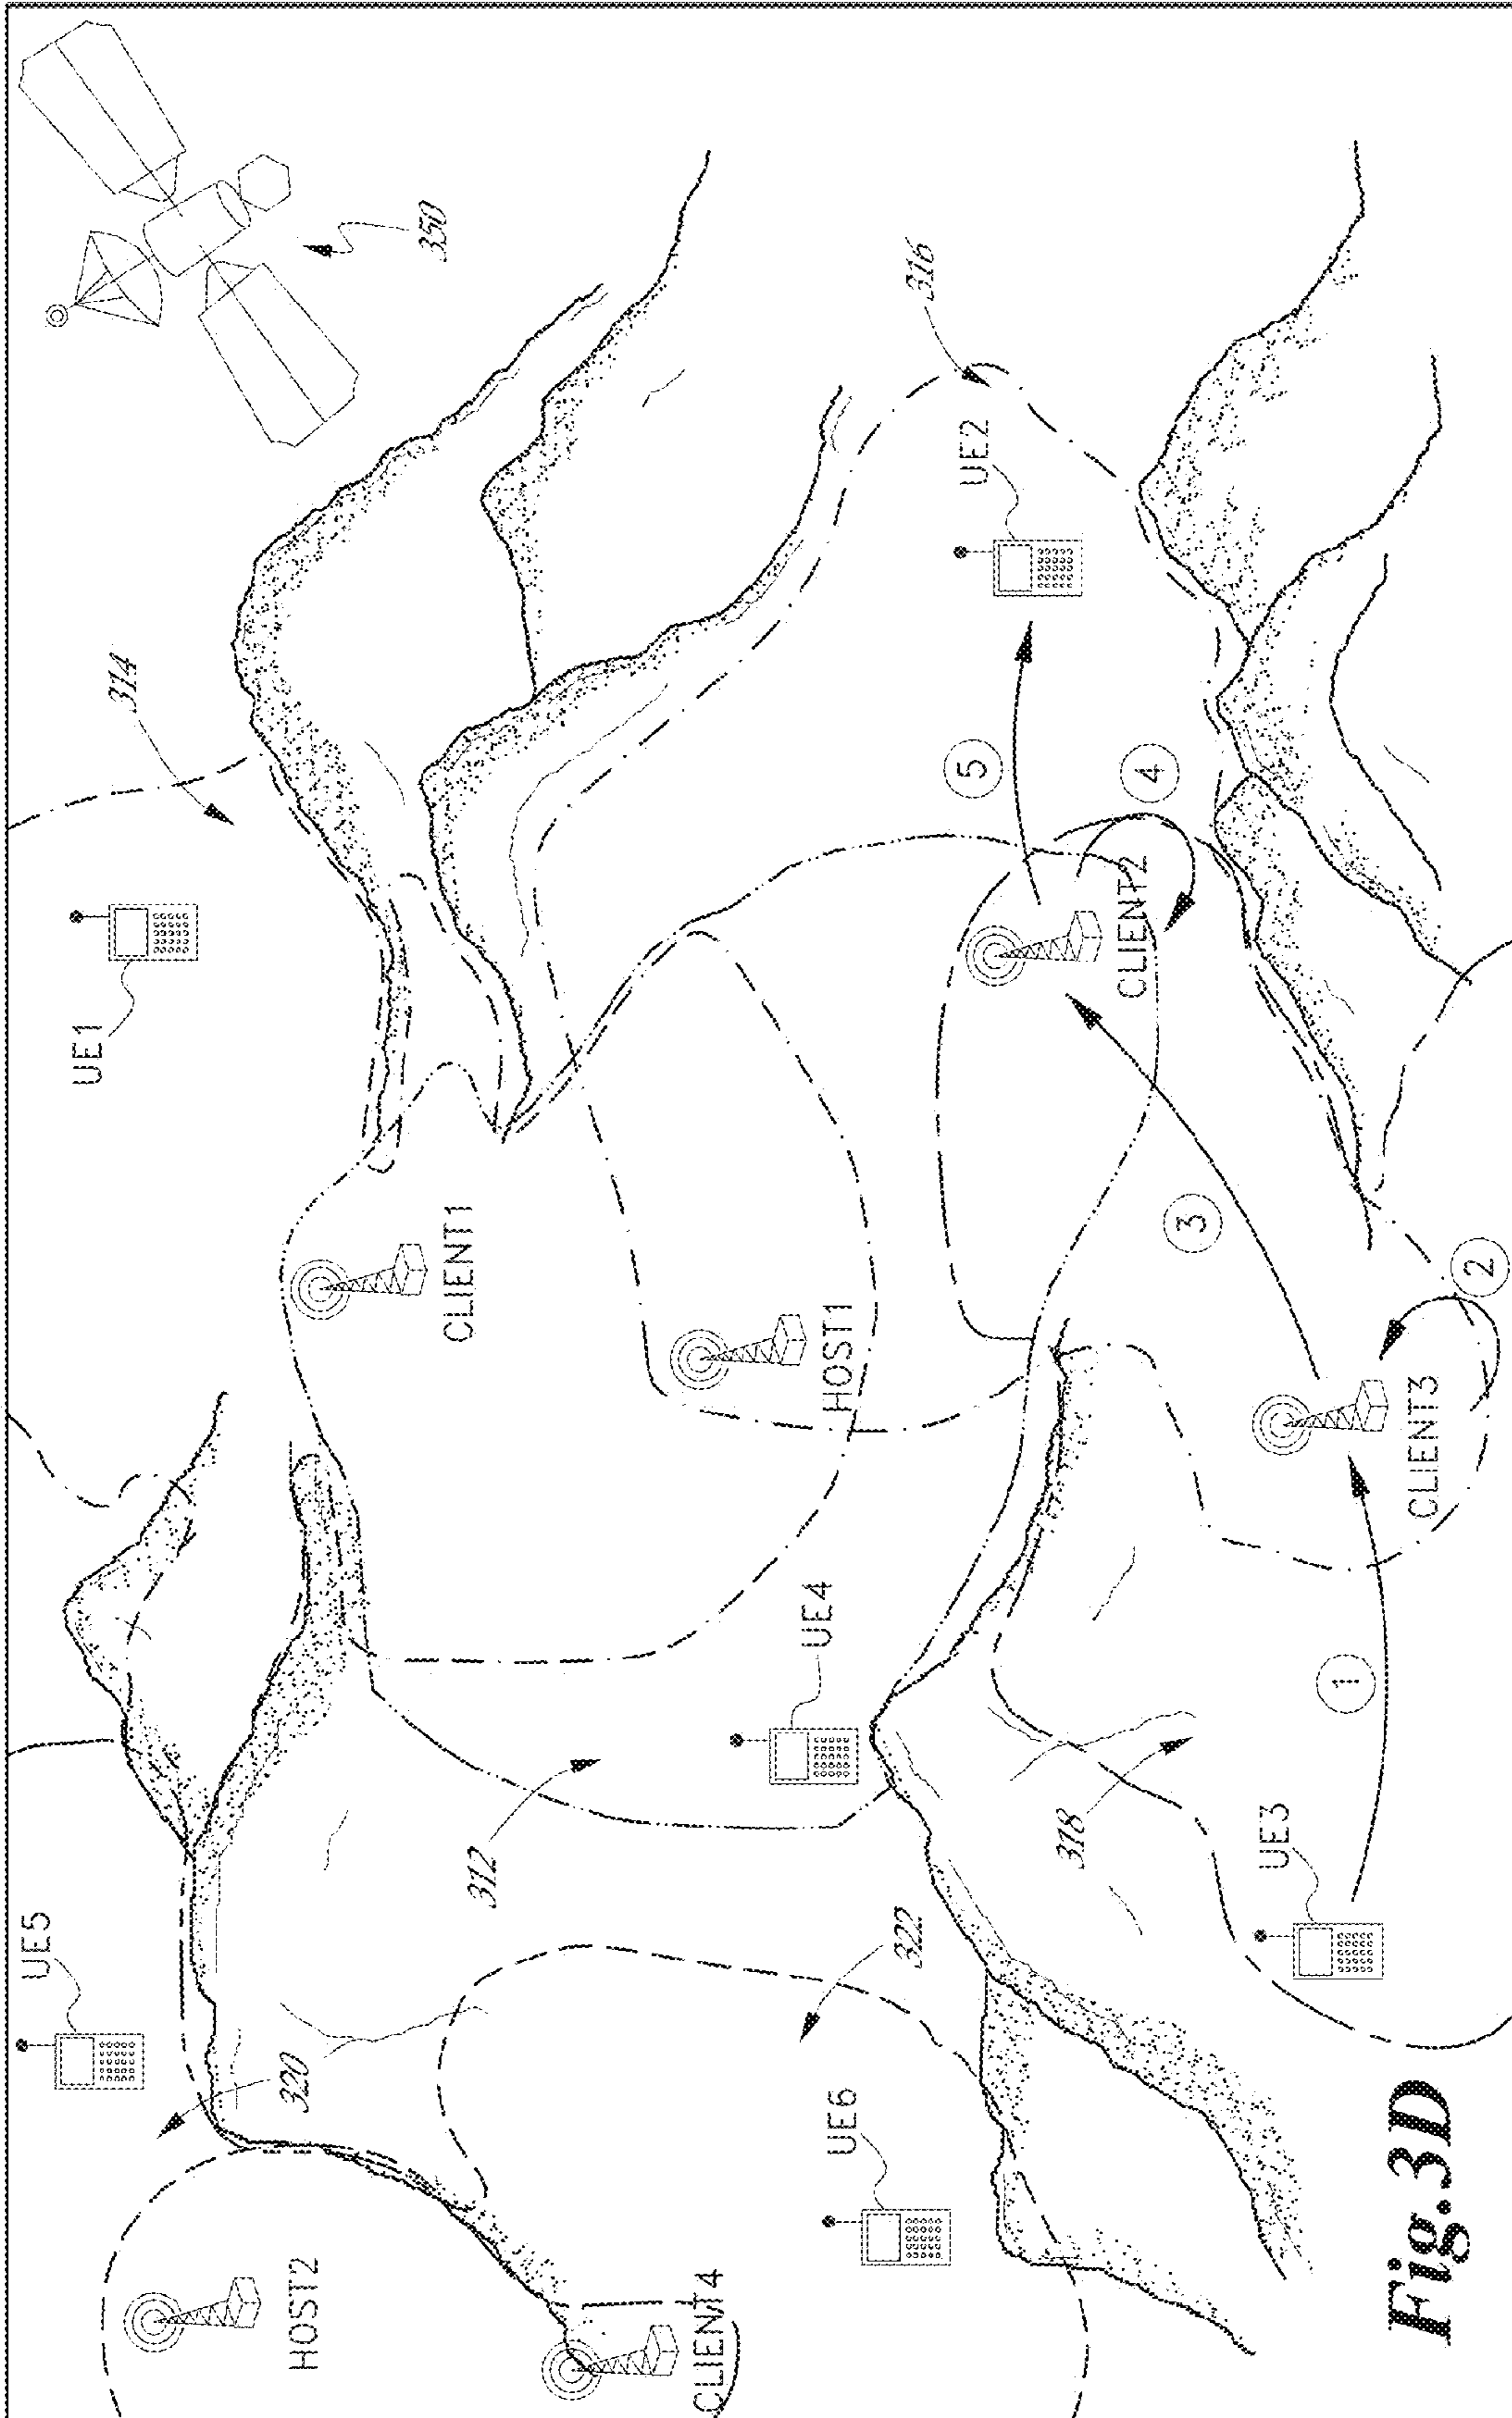 UE5
UE1
314
HOST2
320
350
CLIENT1
312
CLIENT4
UE4
HOST1
UE6
322
316
5
UE2
318
CLIENT2
4
3
UE3
1
CLIENT3
2
Fig.3D